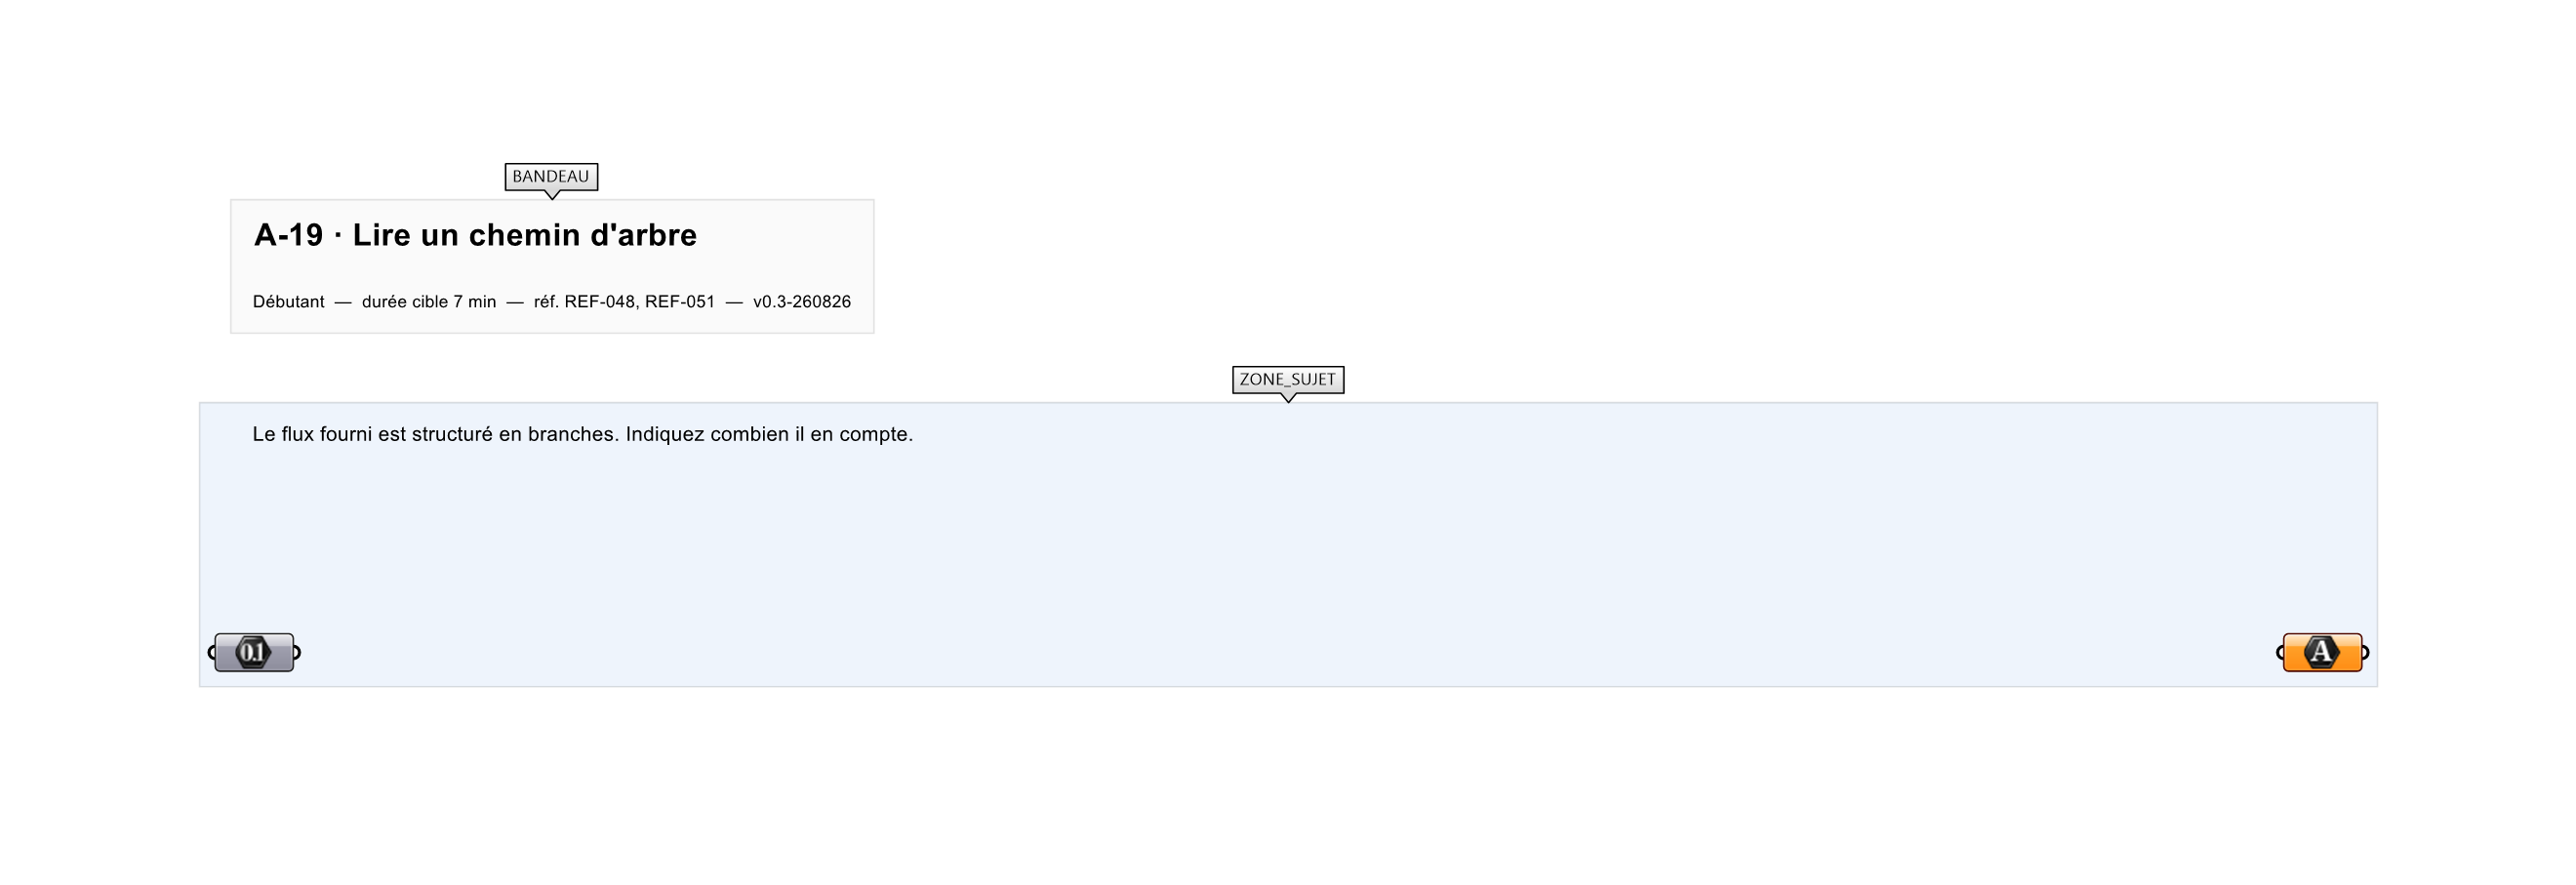 BANDEAU
A-19 · Lire un chemin d'arbre
Débutant — durée cible 7 min — réf. REF-048, REF-051 — v0.3-260826
ZONE_SUJET
Le flux fourni est structuré en branches. Indiquez combien il en compte.
0.1
A